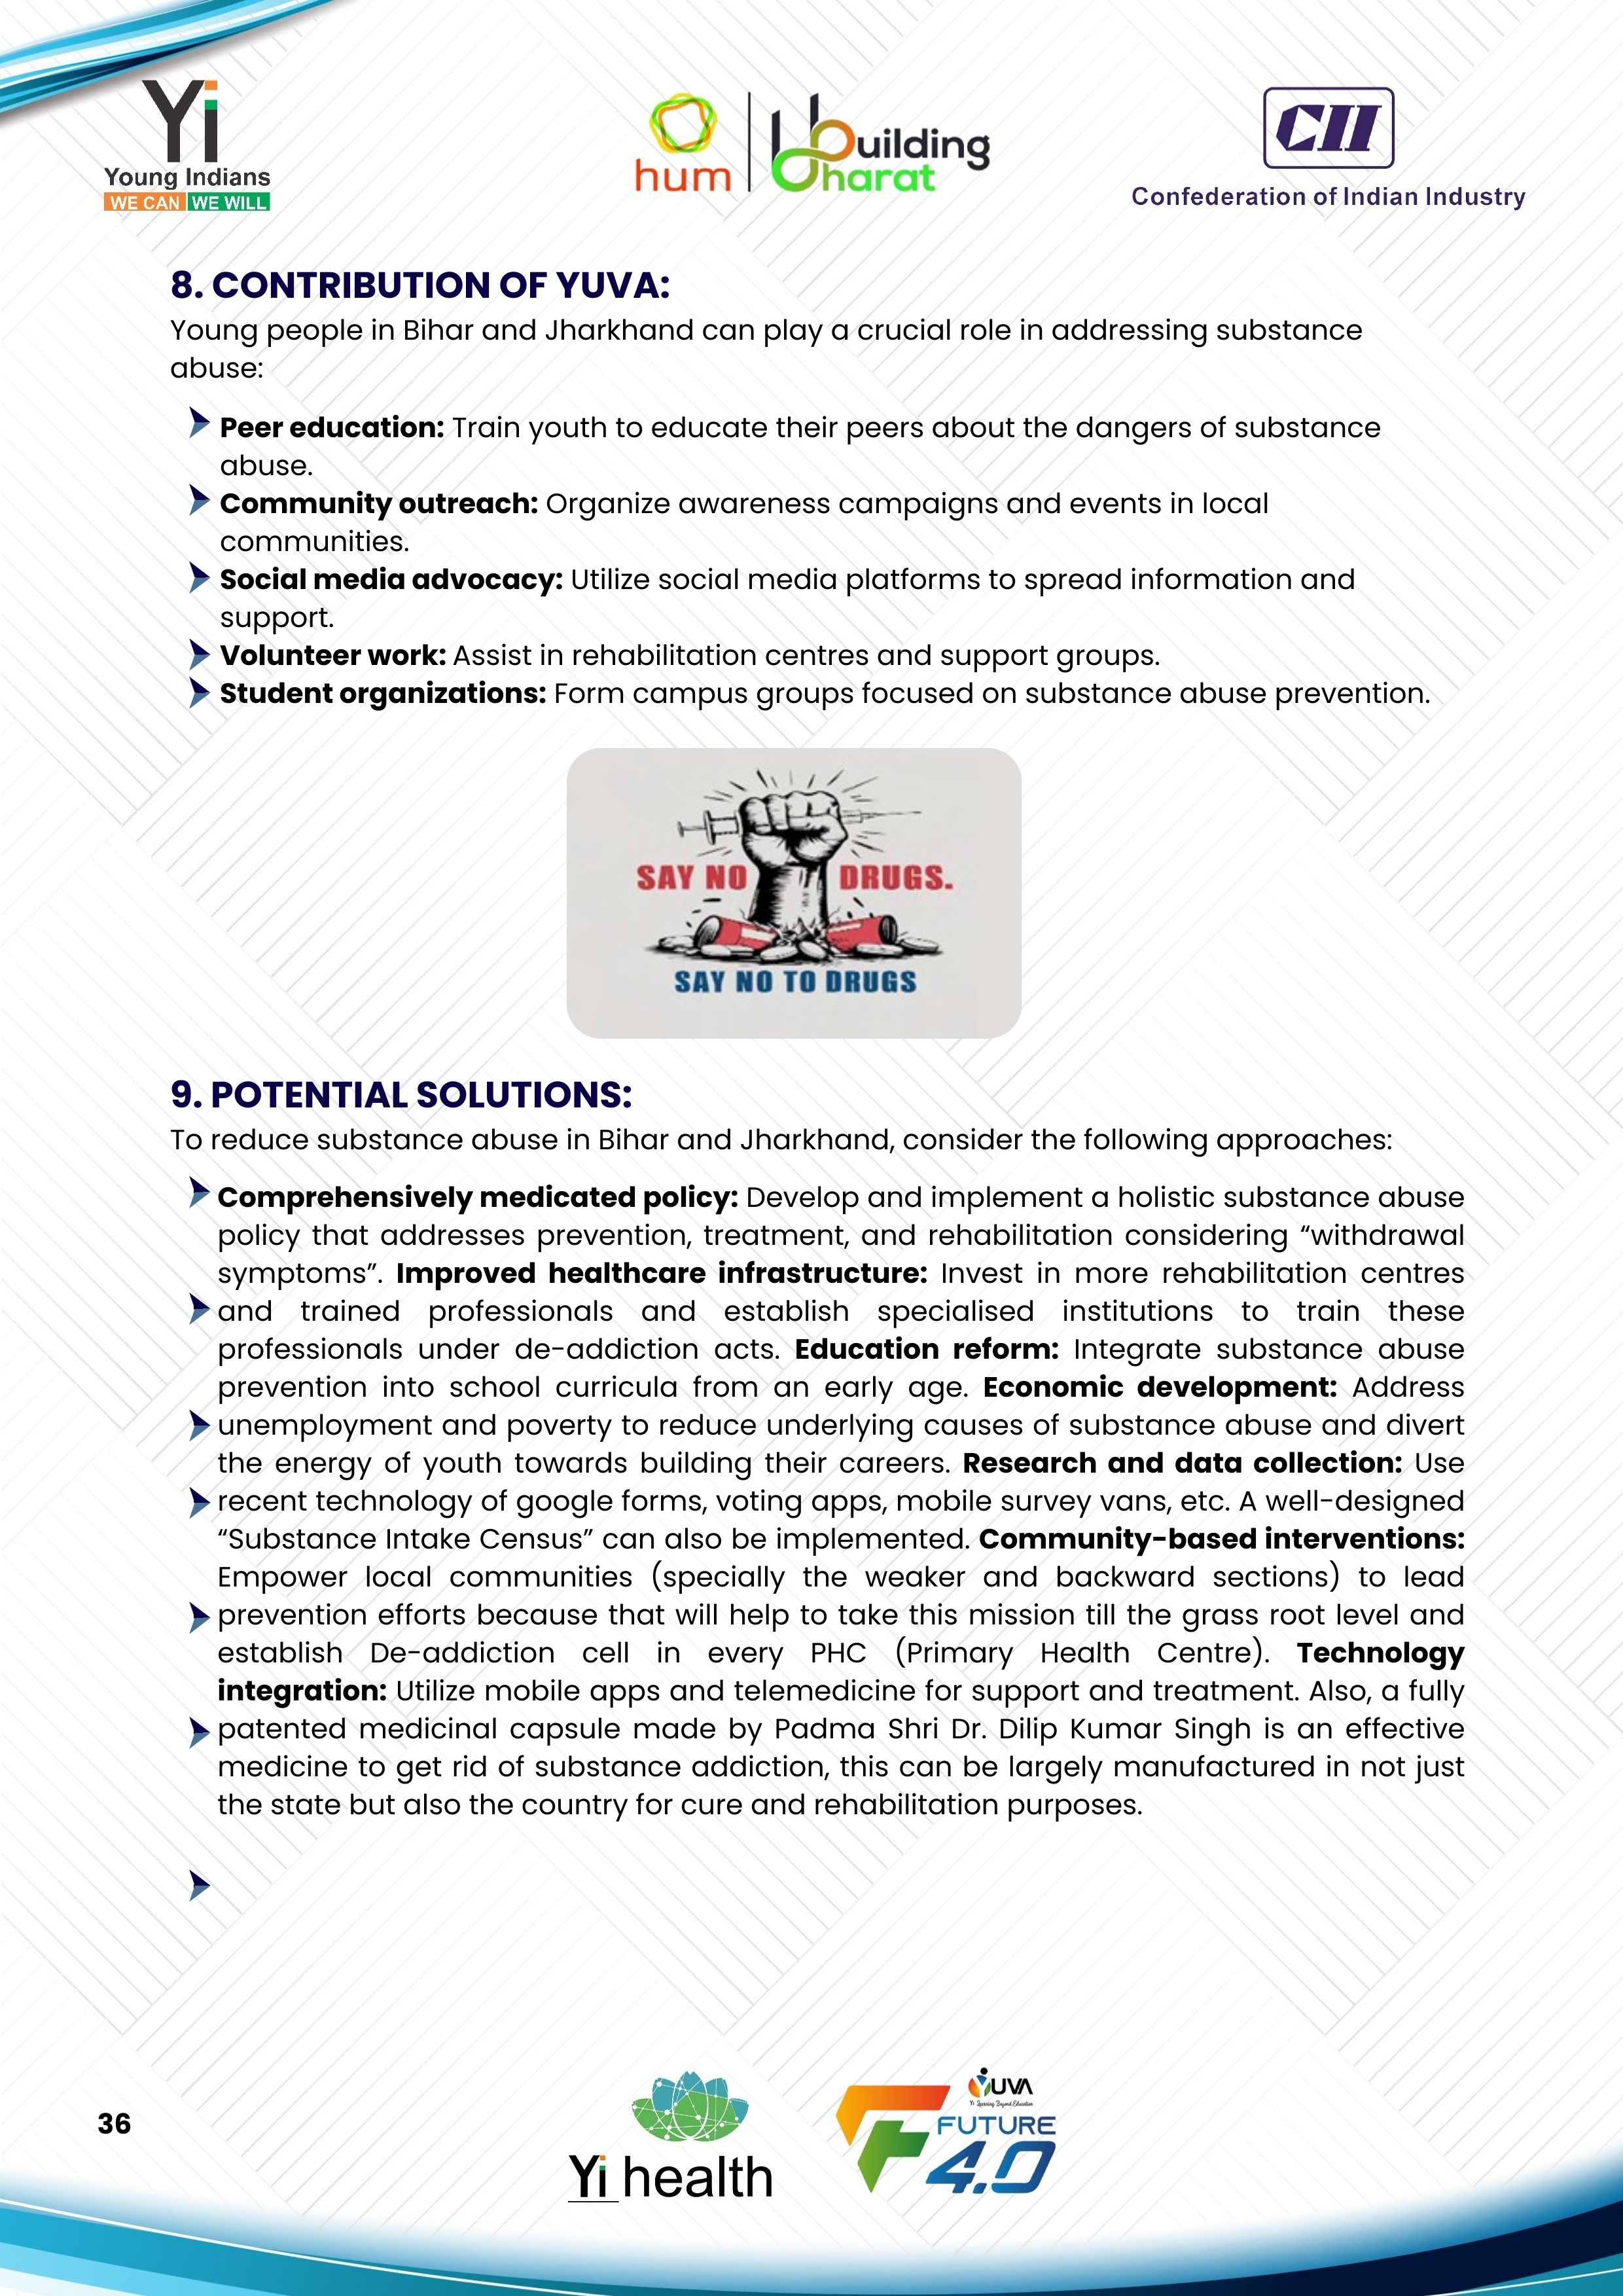 Yi
Young Indians
WE CAN WE WILL
hum
Building
Bharat
CII
Confederation of Indian Industry
8. CONTRIBUTION OF YUVA:
Young people in Bihar and Jharkhand can play a crucial role in addressing substance
abuse:
Peer education: Train youth to educate their peers about the dangers of substance
abuse.
Community outreach: Organize awareness campaigns and events in local
communities.
Social media advocacy: Utilize social media platforms to spread information and
support.
Volunteer work: Assist in rehabilitation centres and support groups.
Student organizations: Form campus groups focused on substance abuse prevention.
SAY NO DRUGS.
SAY NO TO DRUGS
9. POTENTIAL SOLUTIONS:
To reduce substance abuse in Bihar and Jharkhand, consider the following approaches:
Comprehensively medicated policy: Develop and implement a holistic substance abuse
policy that addresses prevention, treatment, and rehabilitation considering “withdrawal
symptoms”. Improved healthcare infrastructure: Invest in more rehabilitation centres
and trained professionals and establish specialised institutions to train these
professionals under de-addiction acts. Education reform: Integrate substance abuse
prevention into school curricula from an early age. Economic development: Address
unemployment and poverty to reduce underlying causes of substance abuse and divert
the energy of youth towards building their careers. Research and data collection: Use
recent technology of google forms, voting apps, mobile survey vans, etc. A well-designed
“Substance Intake Census” can also be implemented. Community-based interventions:
Empower local communities (specially the weaker and backward sections) to lead
prevention efforts because that will help to take this mission till the grass root level and
establish De-addiction cell in every PHC (Primary Health Centre). Technology
integration: Utilize mobile apps and telemedicine for support and treatment. Also, a fully
patented medicinal capsule made by Padma Shri Dr. Dilip Kumar Singh is an effective
medicine to get rid of substance addiction, this can be largely manufactured in not just
the state but also the country for cure and rehabilitation purposes.
36
Yi health
YUVA
Yi Learning Beyond Education
FUTURE
4.0